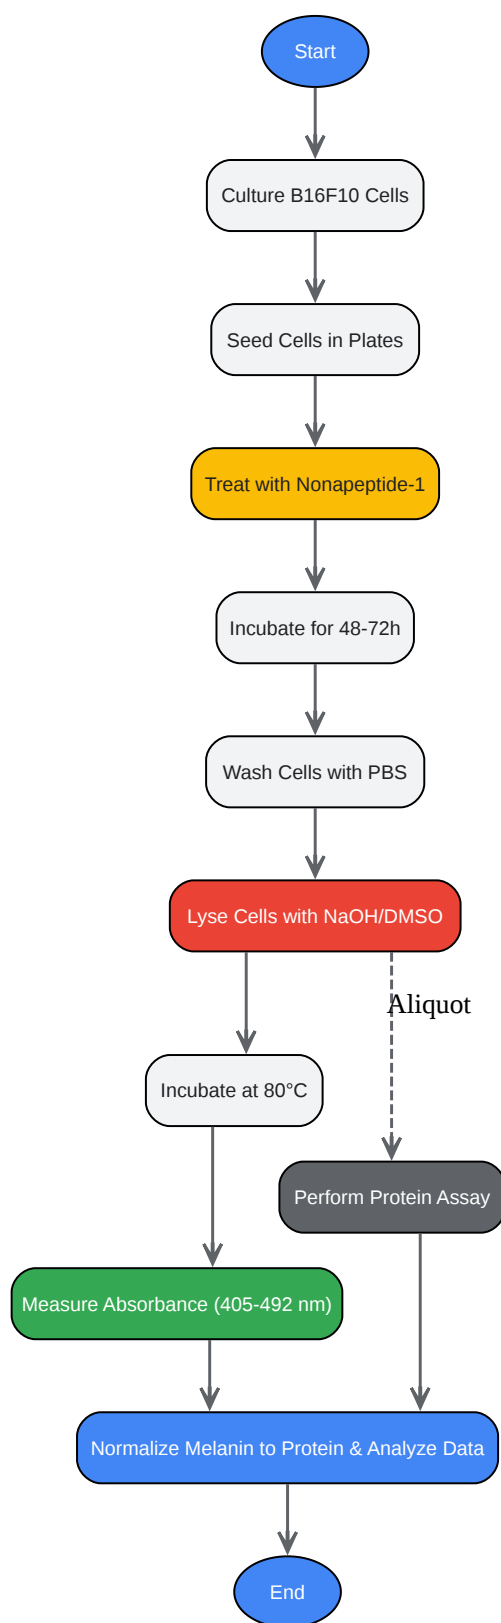 Start
Culture B16F10 Cells
Seed Cells in Plates
Treat with Nonapeptide-1
Incubate for 48-72h
Wash Cells with PBS
Lyse Cells with NaOH/DMSO
Aliquot
Incubate at 80°C
Perform Protein Assay
Measure Absorbance (405-492 nm)
Normalize Melanin to Protein & Analyze Data
End